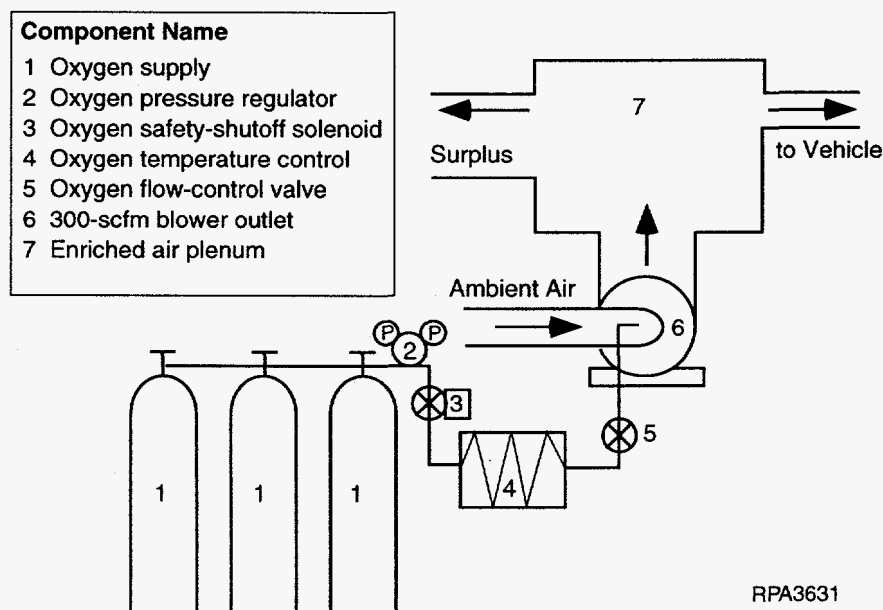 Component Name
1 Oxygen supply
2 Oxygen pressure regulator
3 Oxygen safety-shutoff solenoid
4 Oxygen temperature control
5 Oxygen flow-control valve
6 300-scfm blower outlet
7 Enriched air plenum
7
Surplus
to Vehicle
Ambient Air
6
P P
2
3
5
4
1 1 1
RPA3631